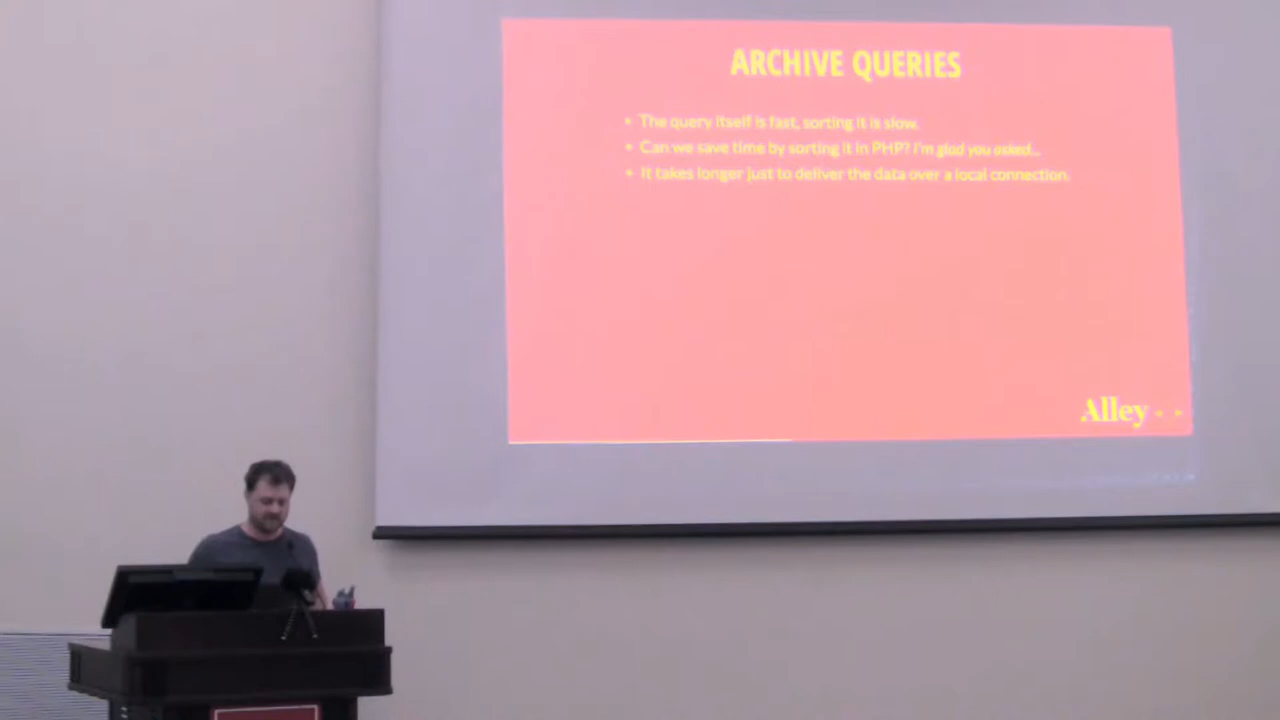 ARCHIVE QUERIES
• The query itself is fast, sorting it is slow.
• Can we save time by sorting it in PHP? I'm glad you asked...
• It takes longer just to deliver the data over a local connection.
Alley